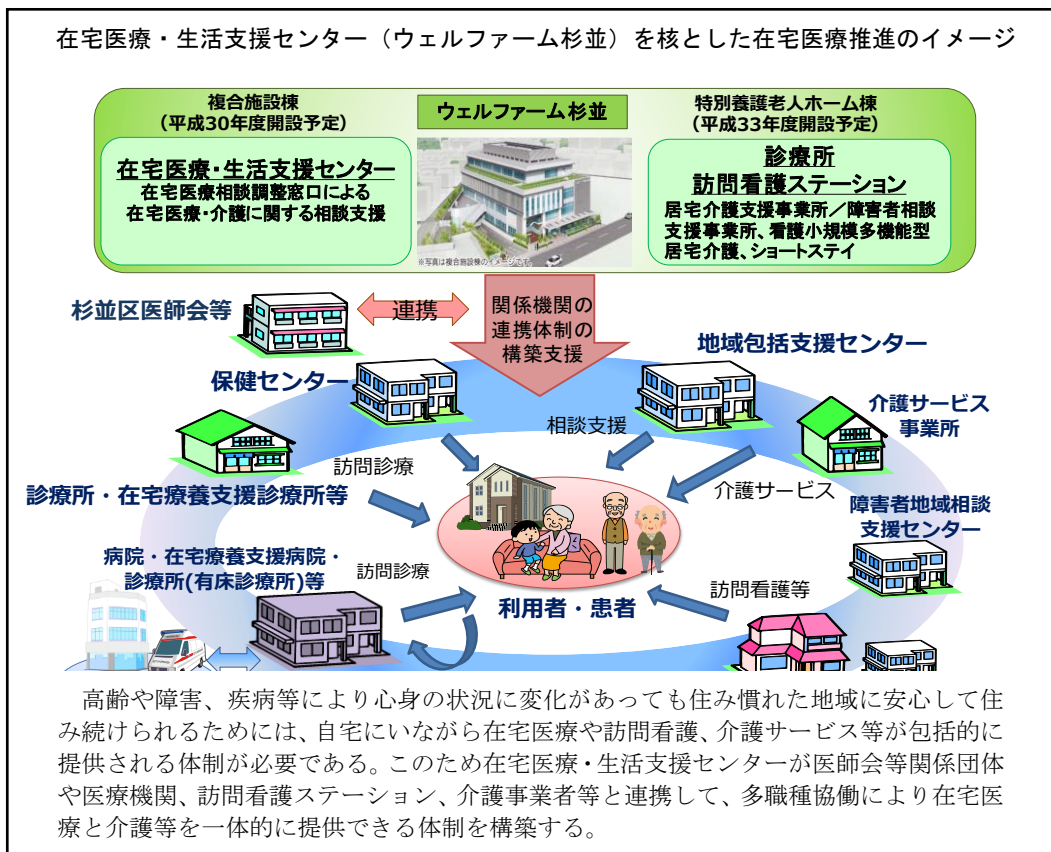 在宅医療・生活支援センター（ウェルファーム杉並）を核とした在宅医療推進のイメージ
複合施設棟
（平成30年度開設予定）
ウェルファーム杉並
特別養護老人ホーム棟
（平成33年度開設予定）
在宅医療・生活支援センター
在宅医療相談調整窓口による
在宅医療・介護に関する相談支援
※写真は複合施設棟のイメージです。
診療所
訪問看護ステーション
居宅介護支援事業所／障害者相談
支援事業所、看護小規模多機能型
居宅介護、ショートステイ
杉並区医師会等
連携
関係機関の
連携体制の
構築支援
地域包括支援センター
保健センター
介護サービス
事業所
相談支援
訪問診療
介護サービス
診療所・在宅療養支援診療所等
障害者地域相談
支援センター
病院・在宅療養支援病院・
診療所(有床診療所)等
訪問診療
訪問看護等
利用者・患者
高齢や障害、疾病等により心身の状況に変化があっても住み慣れた地域に安心して住
み続けられるためには、自宅にいながら在宅医療や訪問看護、介護サービス等が包括的に
提供される体制が必要である。このため在宅医療・生活支援センターが医師会等関係団体
や医療機関、訪問看護ステーション、介護事業者等と連携して、多職種協働により在宅医
療と介護等を一体的に提供できる体制を構築する。